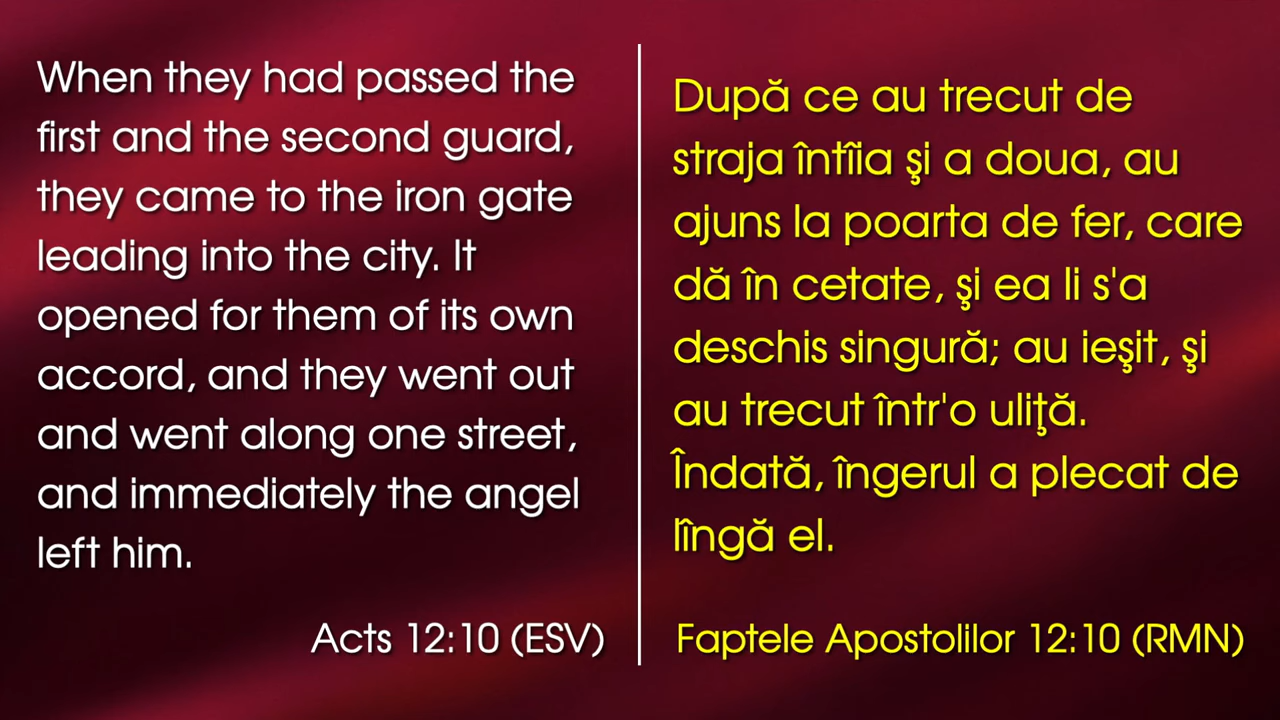 When they had passed the
first and the second guard,
they came to the iron gate
leading into the city. It
opened for them of its own
accord, and they went out
and went along one street,
and immediately the angel
left him.
Acts 12:10 (ESV)
După ce au trecut de
straja întîia şi a doua, au
ajuns la poarta de fer, care
dă în cetate, şi ea li s'a
deschis singură; au ieşit, şi
au trecut într'o uliţă.
Îndată, îngerul a plecat de
lîngă el.
Faptele Apostolilor 12:10 (RMN)